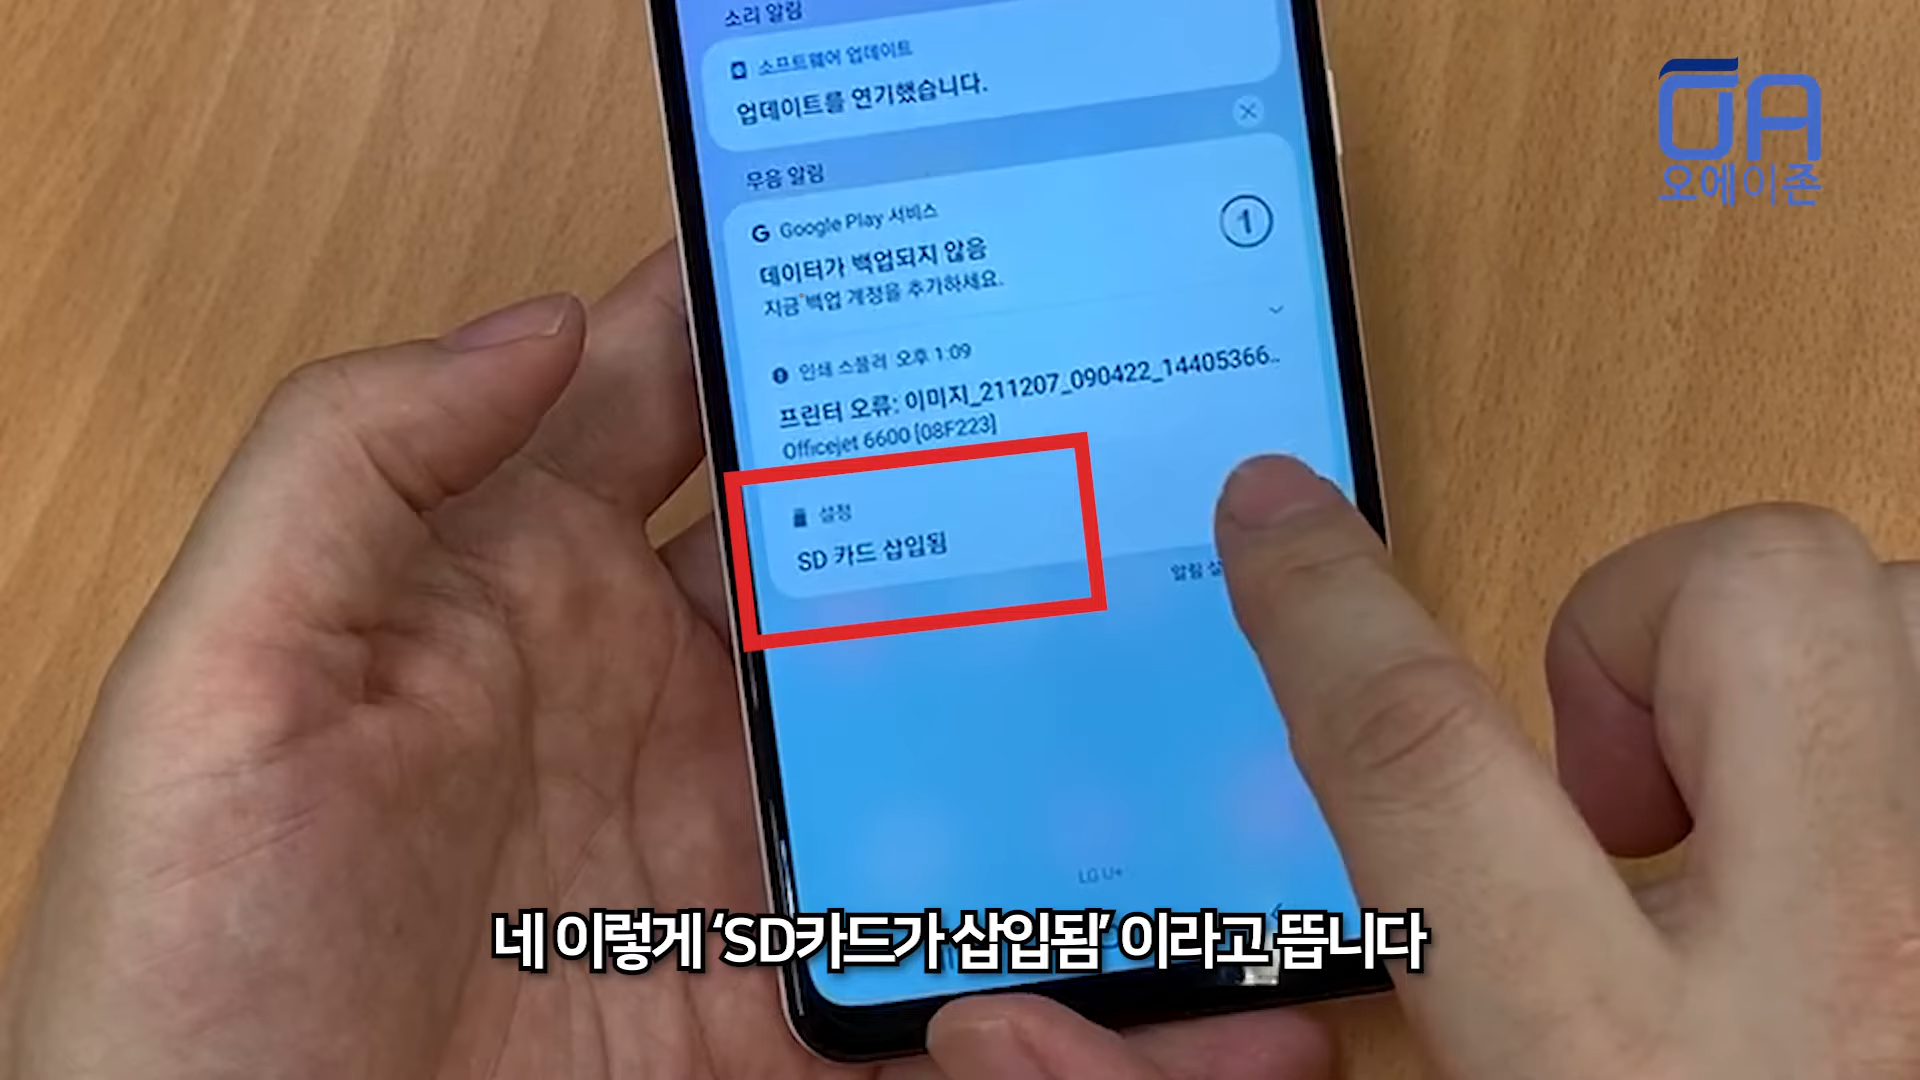 소리 알림
소프트웨어 업데이트
업데이트를 연기했습니다.
무음 알림
G Google Play 서비스
1
데이터가 백업되지 않음
지금 백업 계정을 추가하세요.
인쇄 스풀러 오후 1:09
프린터 오류: 이미지_211207_090422_14405366..
Officejet 6600 [08F223]
설정
SD 카드 삽입됨
알림 설
LG U+
네 이렇게 ‘SD카드가 삽입됨’ 이라고 뜹니다
OA
오에이존